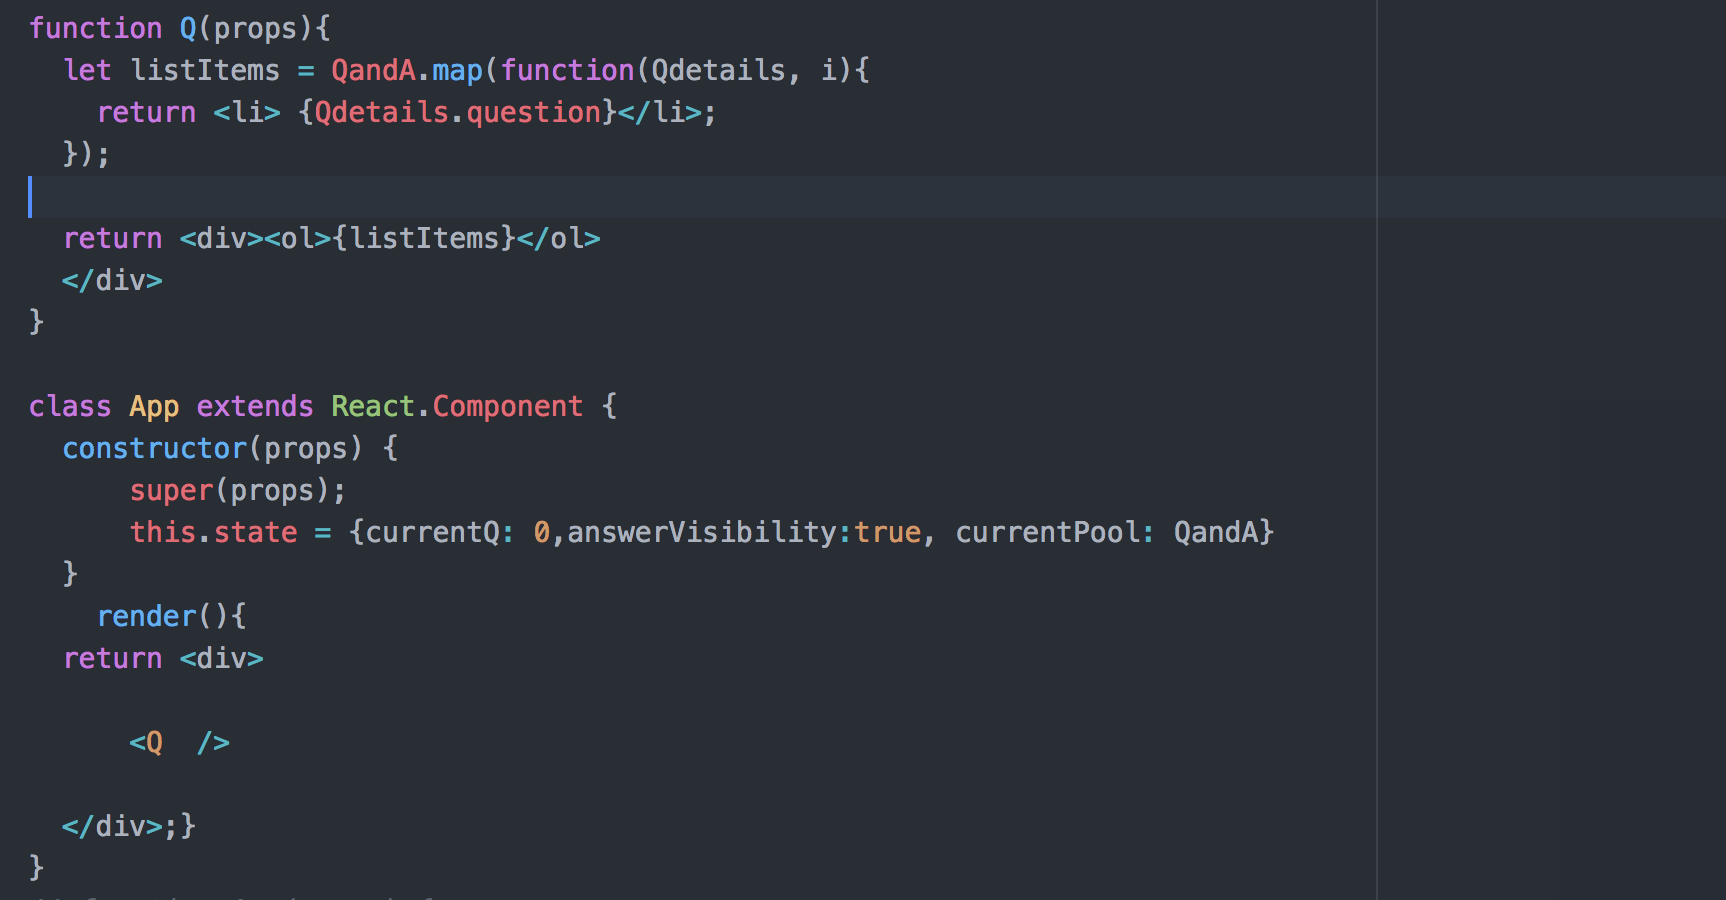 function Q(props){
let listItems = QandA.map(function(Qdetails, i){
return <li> {Qdetails.question}</li>;
});
return <div><ol>{listItems}</ol>
</div>
}
class App extends React.Component {
constructor(props) {
super(props);
this.state = {currentQ: 0,answerVisibility:true, currentPool: QandA}
}
render(){
return <div>
<Q  />
</div>;}
}